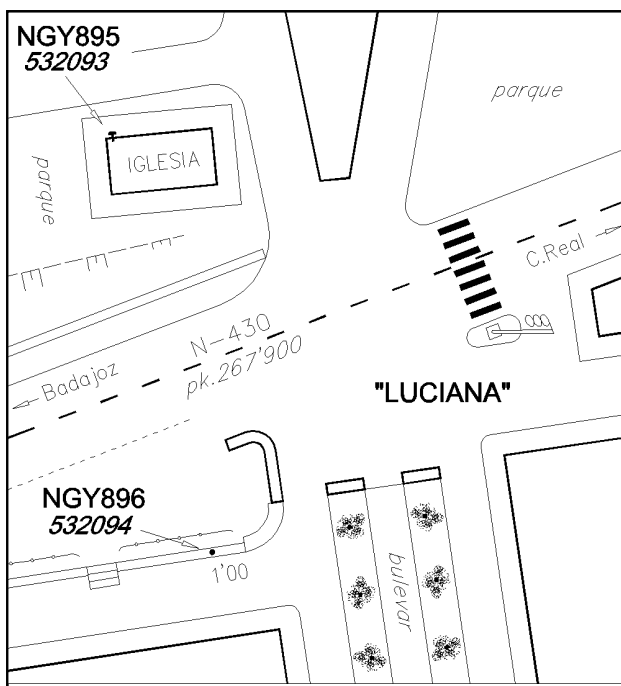 NGY895
532093
parque
IGLESIA
parque
C.Real
N-430
pk.267'900
Badajoz
"LUCIANA"
NGY896
532094
1'00
bulevar